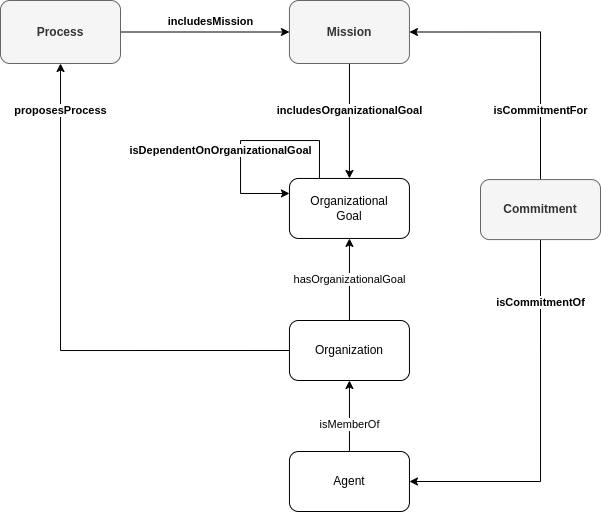 includesMission
Process
Mission
proposesProcess
includesOrganizationalGoal
isCommitmentFor
isDependentOnOrganizationalGoal
Organizational
Goal
Commitment
hasOrganizationalGoal
isCommitmentOf
Organization
isMemberOf
Agent